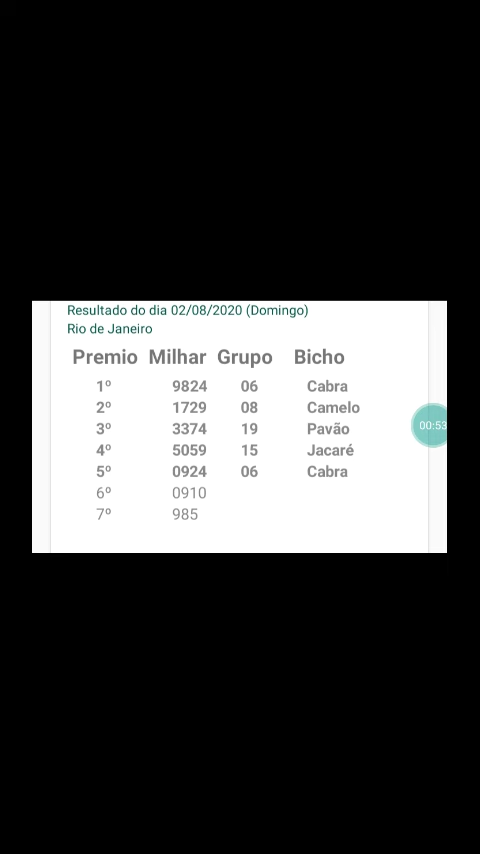 Resultado do dia 02/08/2020 (Domingo)
Rio de Janeiro
Premio Milhar Grupo Bicho
1º 9824 06 Cabra
2º 1729 08 Camelo
3º 3374 19 Pavão
4º 5059 15 Jacaré
5º 0924 06 Cabra
6º 0910
7º 985
00:53